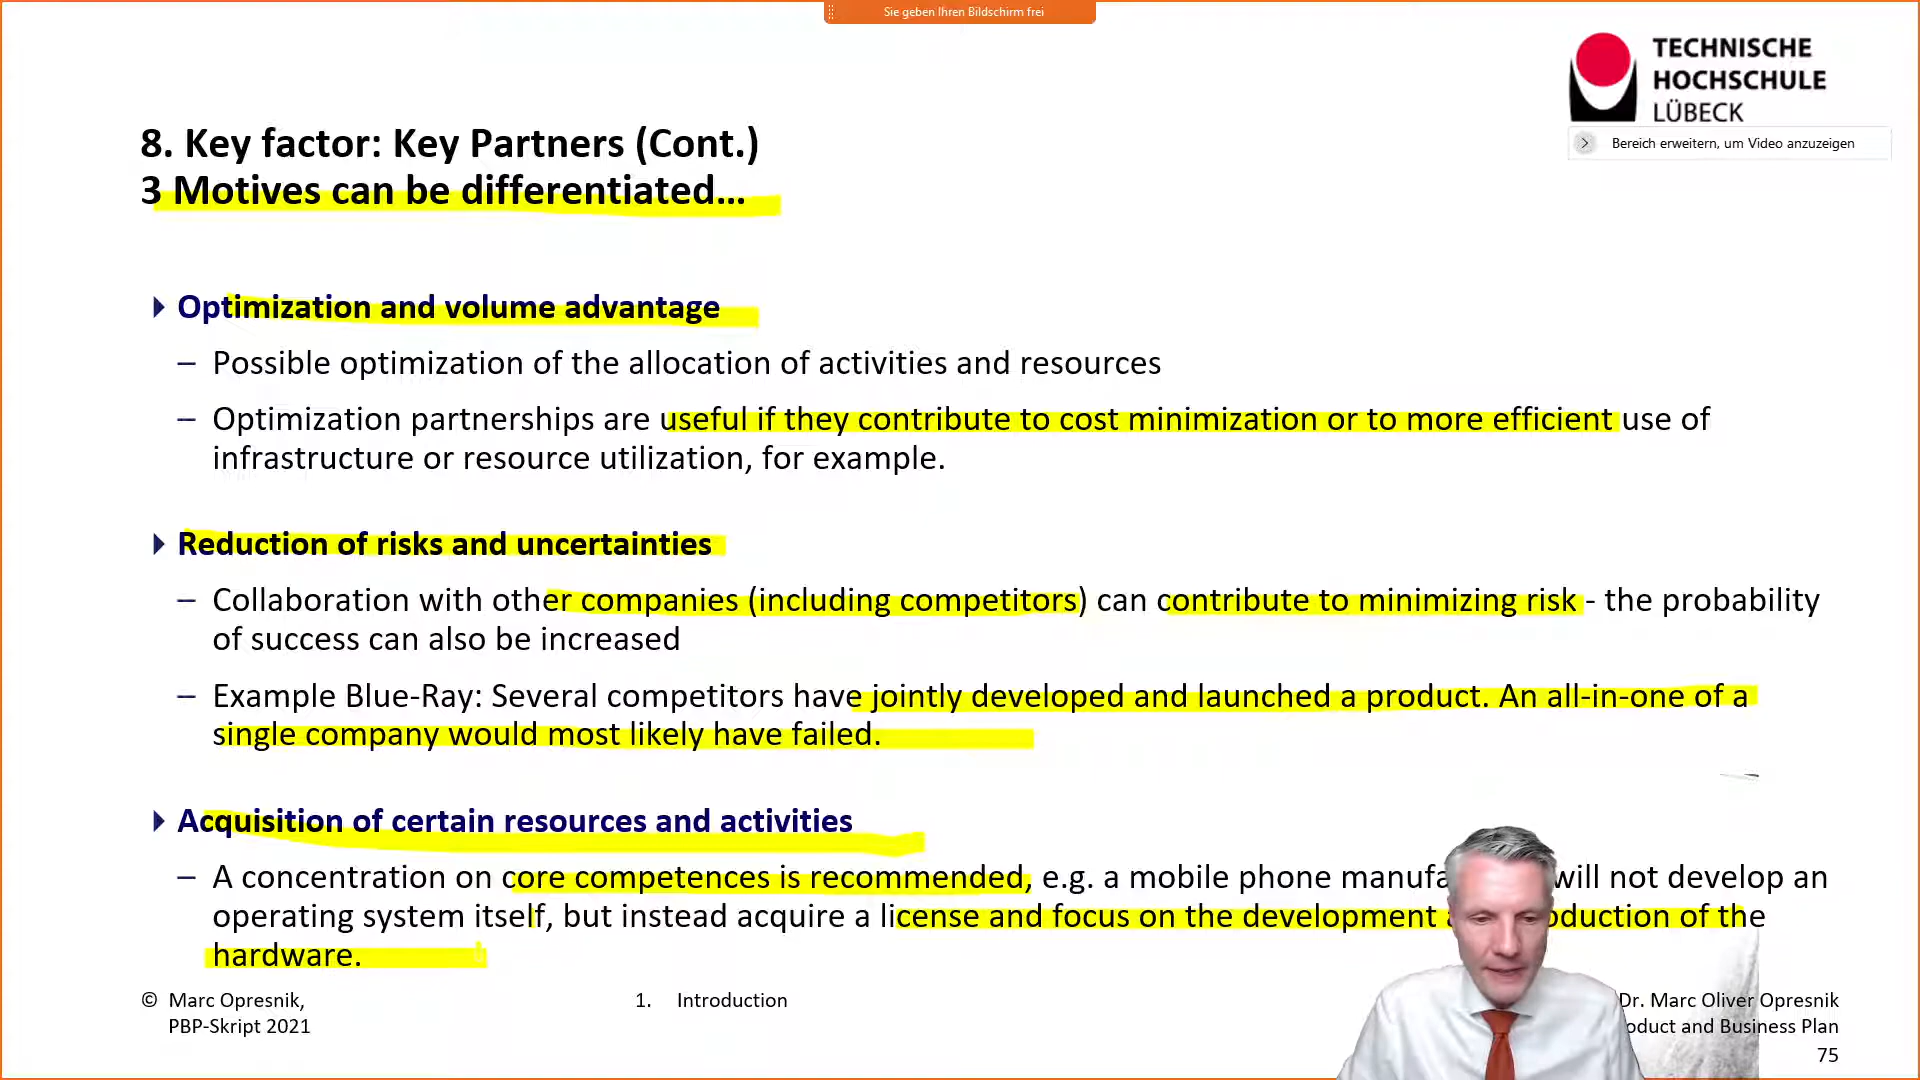 Sie geben Ihren Bildschirm frei
TECHNISCHE
HOCHSCHULE
LÜBECK
Bereich erweitern, um Video anzuzeigen
8. Key factor: Key Partners (Cont.)
3 Motives can be differentiated...
Optimization and volume advantage
– Possible optimization of the allocation of activities and resources
– Optimization partnerships are useful if they contribute to cost minimization or to more efficient use of
infrastructure or resource utilization, for example.
Reduction of risks and uncertainties
– Collaboration with other companies (including competitors) can contribute to minimizing risk - the probability
of success can also be increased
– Example Blue-Ray: Several competitors have jointly developed and launched a product. An all-in-one of a
single company would most likely have failed.
Acquisition of certain resources and activities
– A concentration on core competences is recommended, e.g. a mobile phone will not develop an
operating system itself, but instead acquire a license and focus on the development of the
hardware.
© Marc Opresnik,
PBP-Skript 2021
1. Introduction
Dr. Marc Oliver Opresnik
and Business Plan
75